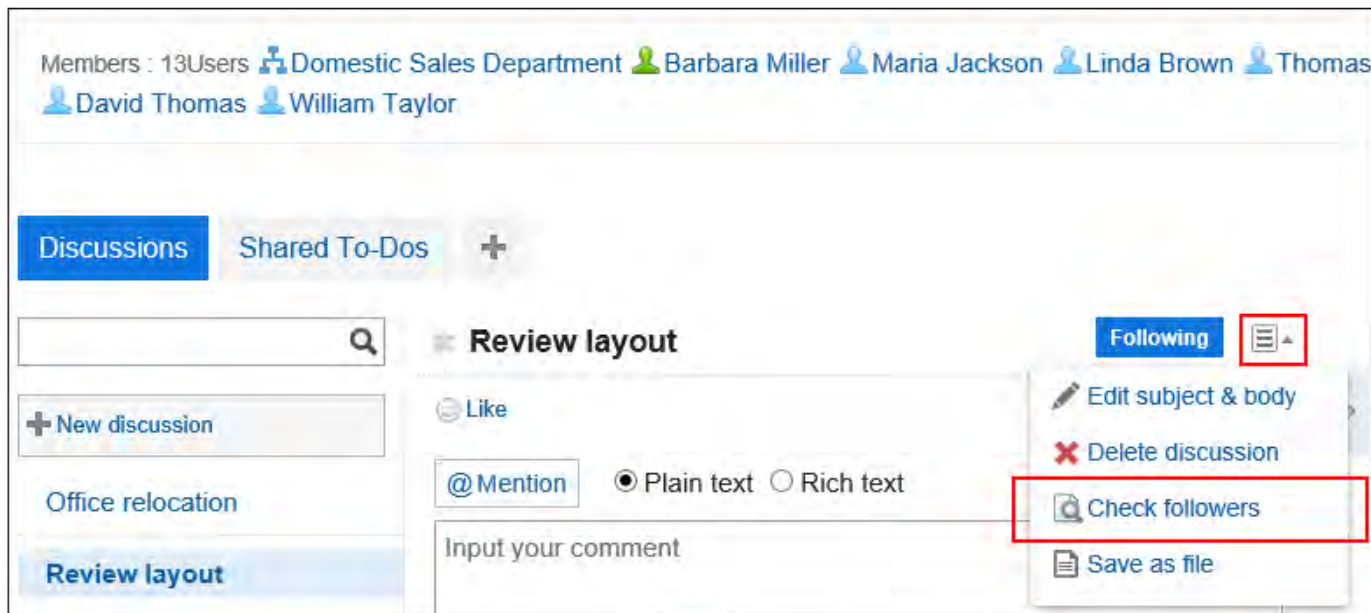 Members : 13Users Domestic Sales Department Barbara Miller Maria Jackson Linda Brown Thomas
David Thomas William Taylor
Discussions Shared To-Dos
Review layout Following
Edit subject & body
New discussion Like
Delete discussion
@Mention Plain text Rich text
Office relocation Check followers
Input your comment
Review layout Save as file